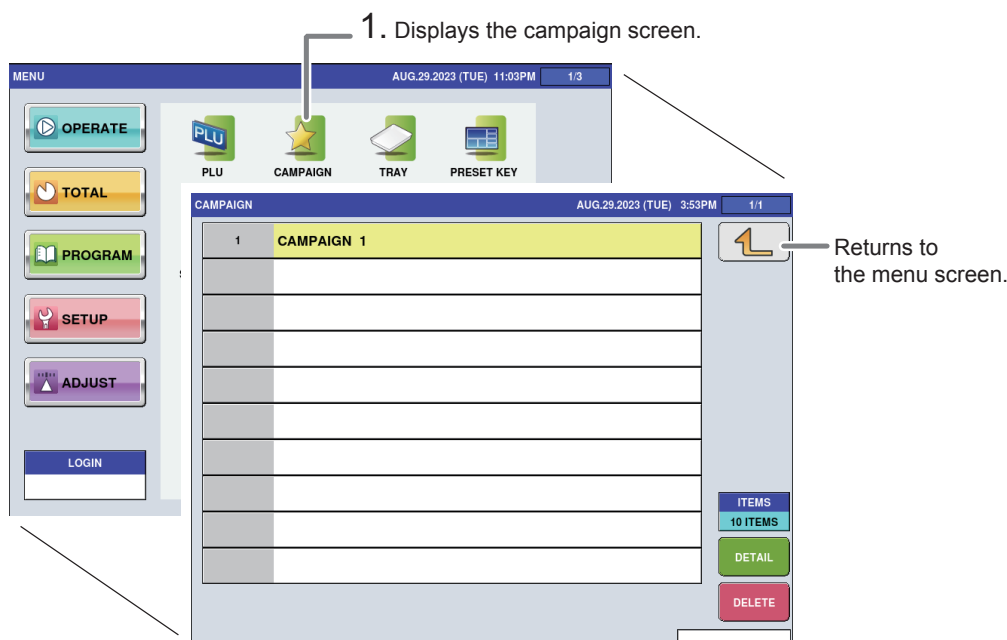 1. Displays the campaign screen.
MENU
AUG.29.2023 (TUE) 11:03PM
1/3
OPERATE
TOTAL
PROGRAM
SETUP
ADJUST
LOGIN
PLU
PLU
CAMPAIGN
TRAY
PRESET KEY
CAMPAIGN
AUG.29.2023 (TUE) 3:53PM
1/1
1
CAMPAIGN 1
Returns to
the menu screen.
ITEMS
10 ITEMS
DETAIL
DELETE